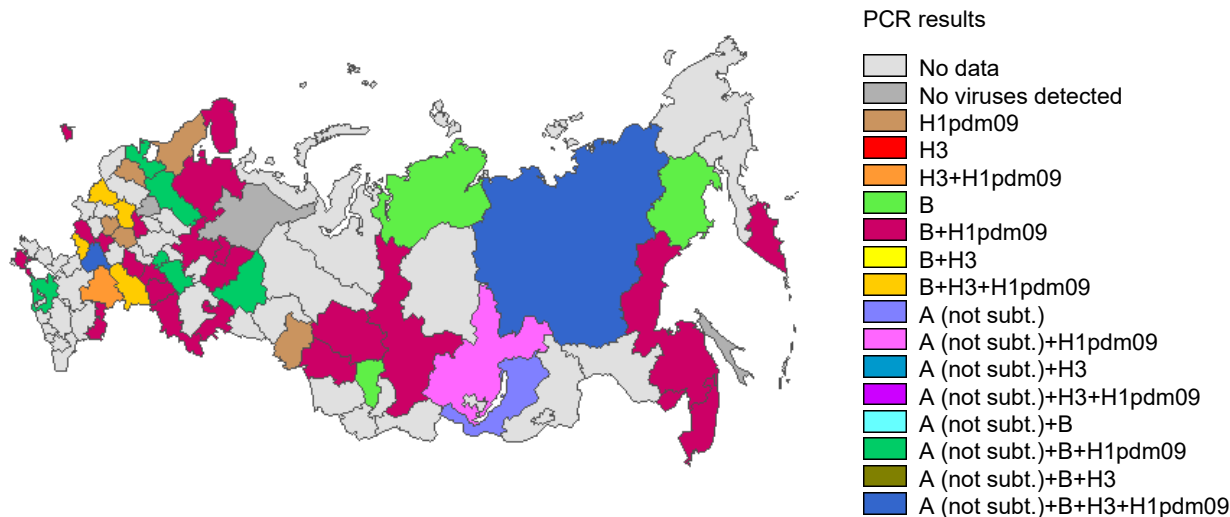 PCR results
No data
No viruses detected
H1pdm09
H3
H3+H1pdm09
B
B+H1pdm09
B+H3
B+H3+H1pdm09
A (not subt.)
A (not subt.)+H1pdm09
A (not subt.)+H3
A (not subt.)+H3+H1pdm09
A (not subt.)+B
A (not subt.)+B+H1pdm09
A (not subt.)+B+H3
A (not subt.)+B+H3+H1pdm09